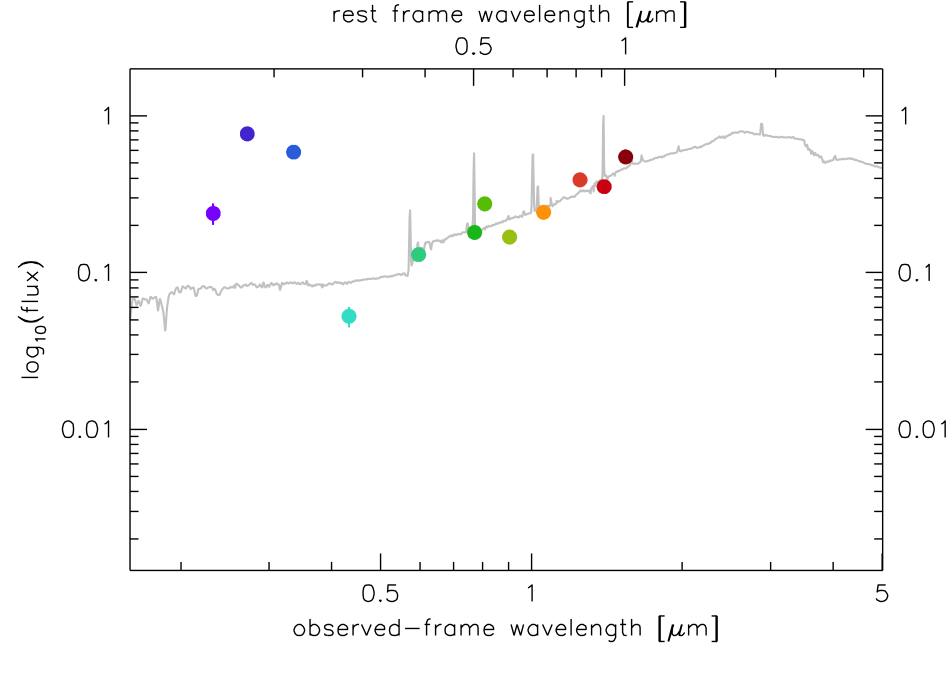 rest frame wavelength [μm]
0.5 1
1 1
0.1 0.1
0.01 0.01
log10(flux)
0.5 1 5
observed-frame wavelength [μm]